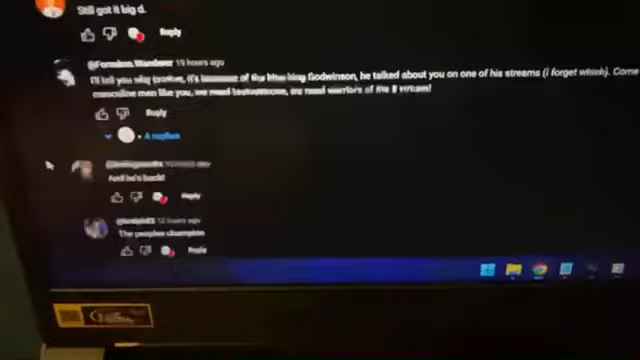 Still got it big d.
Reply
@Forsaken.Wanderer 19 hours ago
I'll tell you why brother, it's because of the Godwinson, he talked about you on one of his streams (I forget which). Come
masculine men like you, we need testosterone, we need warriors of the 8 virtues!
Reply
4 replies
And he's back!
Reply
12 hours ago
The peoples champion
Reply